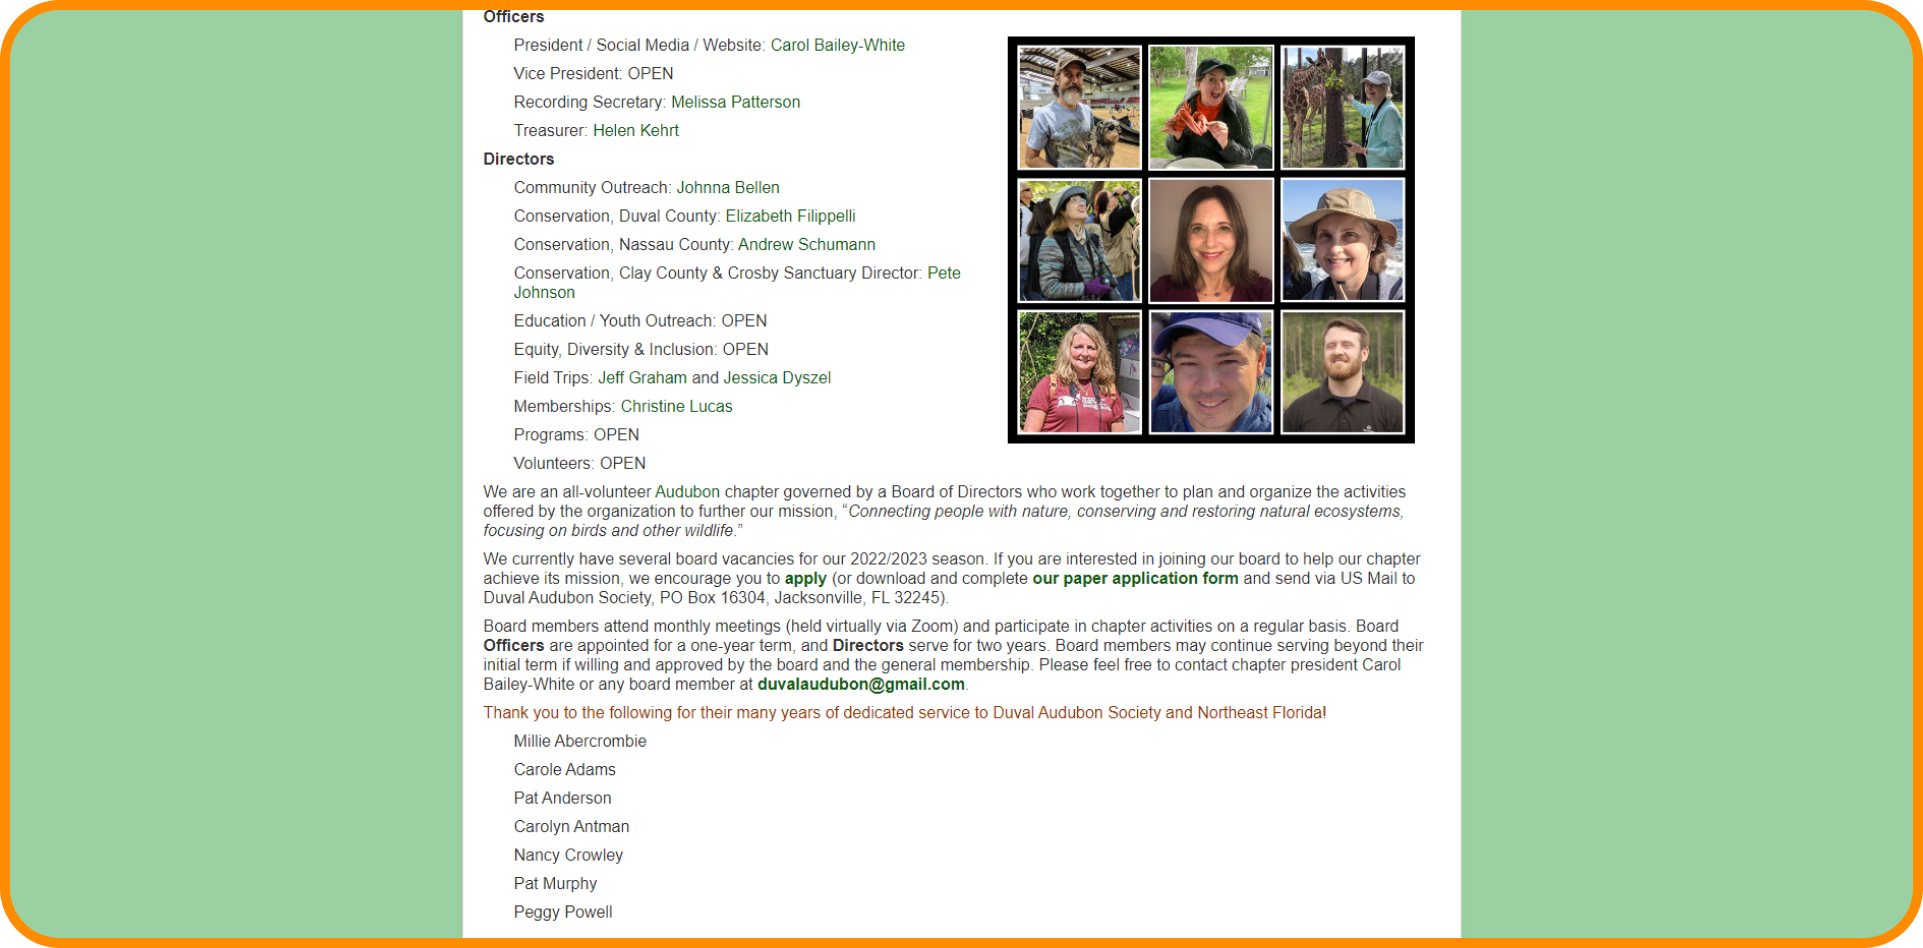 Officers
President / Social Media / Website: Carol Bailey-White
Vice President: OPEN
Recording Secretary: Melissa Patterson
Treasurer: Helen Kehrt
Directors
Community Outreach: Johnna Bellen
Conservation, Duval County: Elizabeth Filippelli
Conservation, Nassau County: Andrew Schumann
Conservation, Clay County & Crosby Sanctuary Director: Pete
Johnson
Education / Youth Outreach: OPEN
Equity, Diversity & Inclusion: OPEN
Field Trips: Jeff Graham and Jessica Dyszel
Memberships: Christine Lucas
Programs: OPEN
Volunteers: OPEN
We are an all-volunteer Audubon chapter governed by a Board of Directors who work together to plan and organize the activities
offered by the organization to further our mission, “Connecting people with nature, conserving and restoring natural ecosystems,
focusing on birds and other wildlife.”
We currently have several board vacancies for our 2022/2023 season. If you are interested in joining our board to help our chapter
achieve its mission, we encourage you to apply (or download and complete our paper application form and send via US Mail to
Duval Audubon Society, PO Box 16304, Jacksonville, FL 32245).
Board members attend monthly meetings (held virtually via Zoom) and participate in chapter activities on a regular basis. Board
Officers are appointed for a one-year term, and Directors serve for two years. Board members may continue serving beyond their
initial term if willing and approved by the board and the general membership. Please feel free to contact chapter president Carol
Bailey-White or any board member at duvalaudubon@gmail.com.
Thank you to the following for their many years of dedicated service to Duval Audubon Society and Northeast Florida!
Millie Abercrombie
Carole Adams
Pat Anderson
Carolyn Antman
Nancy Crowley
Pat Murphy
Peggy Powell